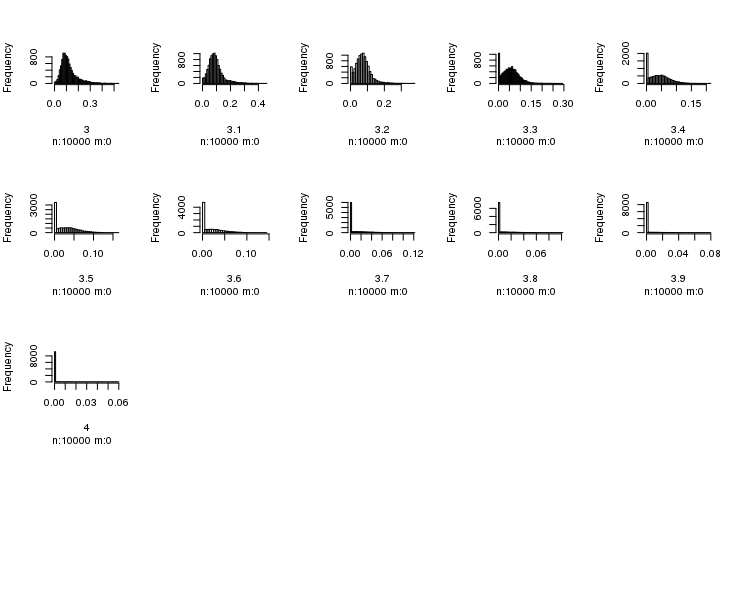 Frequency
0
800
0.0 0.3
3
n:10000 m:0
Frequency
0
800
0.0 0.2 0.4
3.1
n:10000 m:0
Frequency
0
800
0.0 0.2
3.2
n:10000 m:0
Frequency
0
800
0.00 0.15 0.30
3.3
n:10000 m:0
Frequency
0
2000
0.00 0.15
3.4
n:10000 m:0
Frequency
0
3000
0.00 0.10
3.5
n:10000 m:0
Frequency
0
4000
0.00 0.10
3.6
n:10000 m:0
Frequency
0
5000
0.00 0.06 0.12
3.7
n:10000 m:0
Frequency
0
6000
0.00 0.06
3.8
n:10000 m:0
Frequency
0
8000
0.00 0.04 0.08
3.9
n:10000 m:0
Frequency
0
8000
0.00 0.03 0.06
4
n:10000 m:0